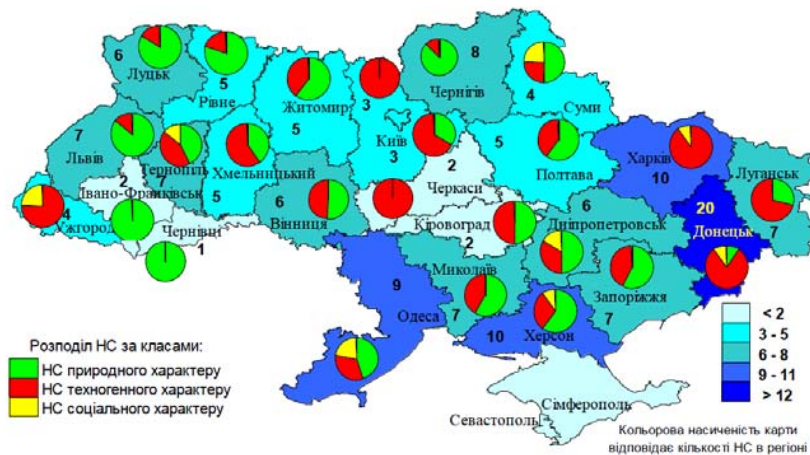 6
Луцьк
5
Рівне
Житомир
5
3
Київ
3
8
Чернігів
4
Суми
7
Львів
Тернопіль
7
Хмельницький
5
2
Черкаси
5
Полтава
Харків
10
Луганськ
7
2
Івано-Франківськ
4
Ужгород
Чернівці
1
6
Вінниця
Кіровоград
2
6
Дніпропетровськ
20
Донецьк
9
Одеса
Миколаїв
7
10
Херсон
Запоріжжя
7
Сімферополь
Севастополь
Розподіл НС за класами:
НС природного характеру
НС техногенного характеру
НС соціального характеру
< 2
3 - 5
6 - 8
9 - 11
> 12
Кольорова насиченість карти
відповідає кількості НС в регіоні